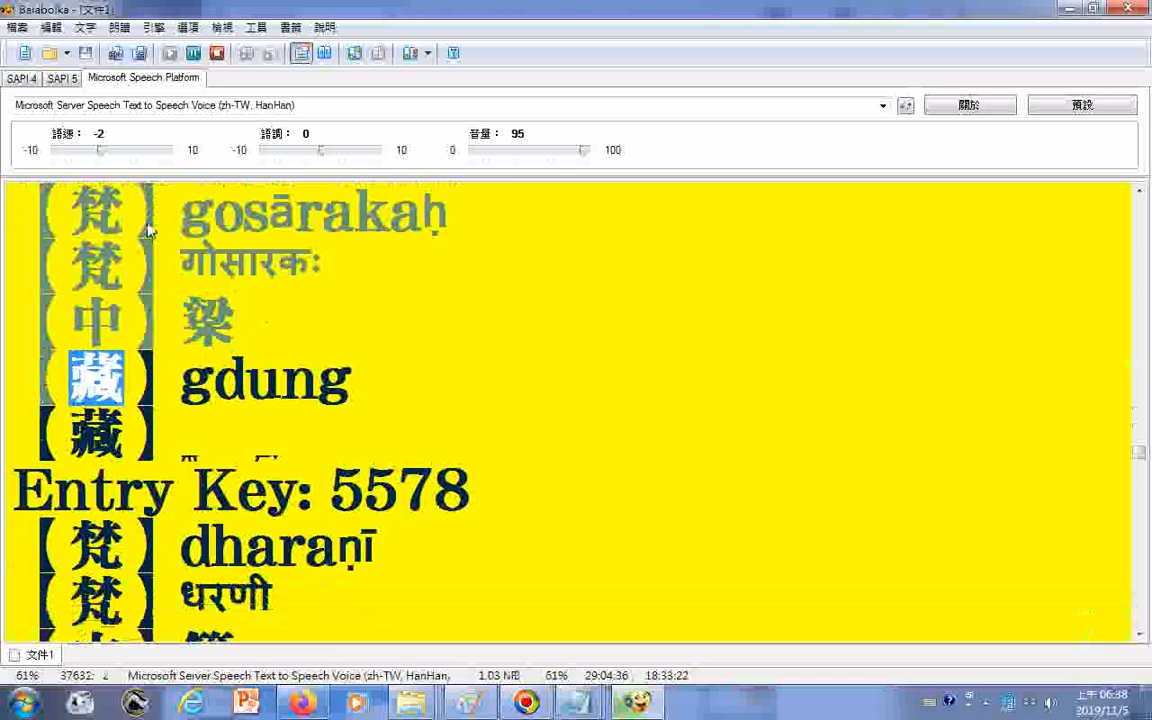 Balabolka - [文件1]
檔案 編輯 文字 朗讀 引擎 選項 檢視 工具 書籤 說明
SAPI 4 SAPI 5 Microsoft Speech Platform
Microsoft Server Speech Text to Speech Voice (zh-TW, HanHan) 關於 預設
語速： -2 語調： 0 音量： 95
-10 10 -10 10 0 100
【梵】 gosārakaḥ
【梵】 गोसारकः
【中】 梁
【藏】 gdung
【藏】
Entry Key: 5578
【梵】 dharaṇī
【梵】 धरणी
文件1
61% Microsoft Server Speech Text to Speech Voice (zh-TW, HanHan, 1.03 MB 61% 29:04:36 18:33:22
上午 06:38
2019/11/5